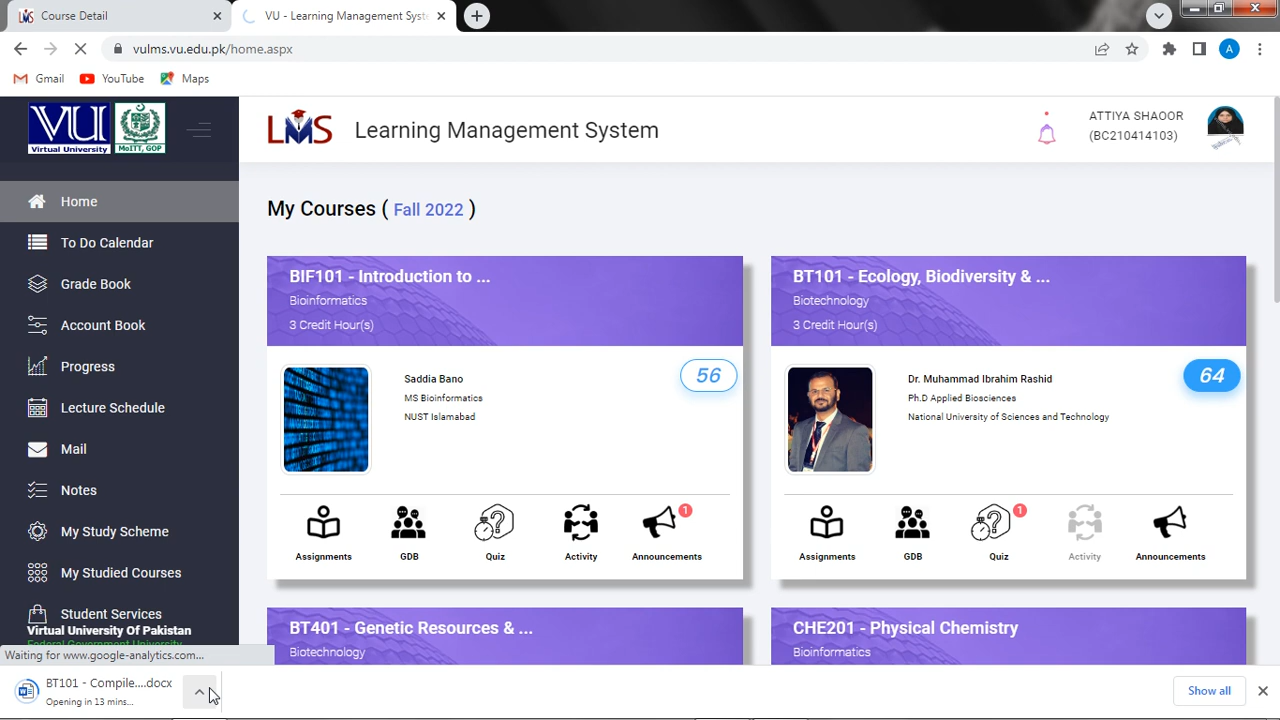 Course Detail
VU - Learning Management Syst
vulms.vu.edu.pk/home.aspx
A
Gmail
YouTube
Maps
VU
Virtual University
MoITT, GOP
LMS
Learning Management System
ATTIYA SHAOOR
(BC210414103)
Home
To Do Calendar
Grade Book
Account Book
Progress
Lecture Schedule
Mail
Notes
My Study Scheme
My Studied Courses
Student Services
Virtual University Of Pakistan
Federal Government University
My Courses ( Fall 2022 )
BIF101 - Introduction to ...
Bioinformatics
3 Credit Hour(s)
Saddia Bano
MS Bioinformatics
NUST Islamabad
56
Assignments
GDB
Quiz
Activity
1
Announcements
BT101 - Ecology, Biodiversity & ...
Biotechnology
3 Credit Hour(s)
Dr. Muhammad Ibrahim Rashid
Ph.D Applied Biosciences
National University of Sciences and Technology
64
Assignments
GDB
1
Quiz
Activity
Announcements
BT401 - Genetic Resources & ...
Biotechnology
CHE201 - Physical Chemistry
Bioinformatics
Waiting for www.google-analytics.com...
BT101 - Compile....docx
Opening in 13 mins...
Show all